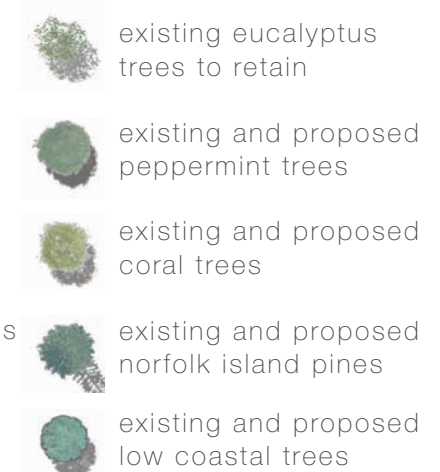 existing eucalyptus
trees to retain
existing and proposed
peppermint trees
existing and proposed
coral trees
s
existing and proposed
norfolk island pines
existing and proposed
low coastal trees